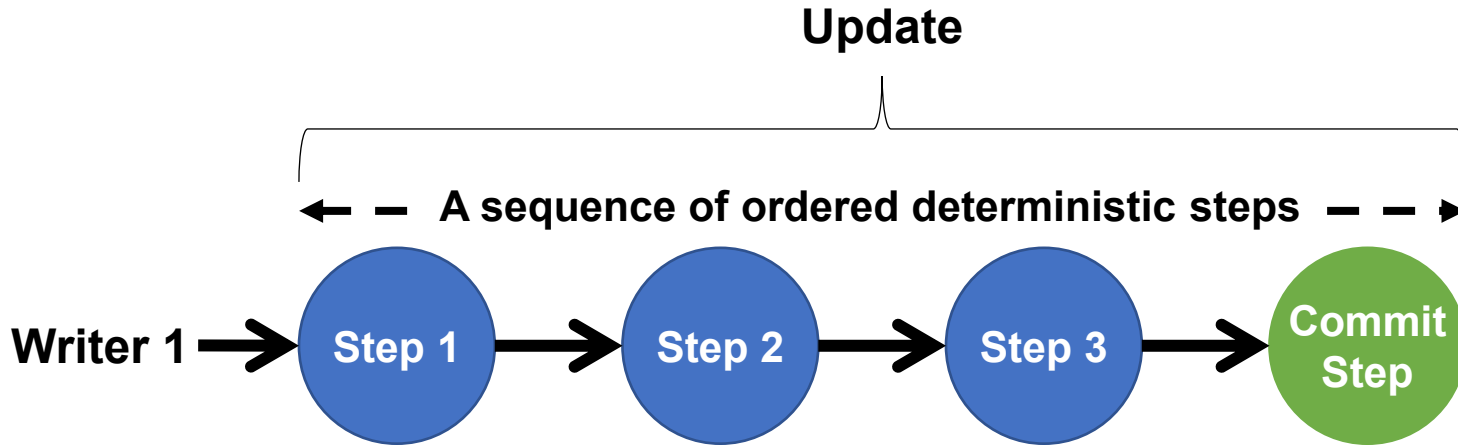 Update
A sequence of ordered deterministic steps
Writer 1
Step 1
Step 2
Step 3
Commit
Step